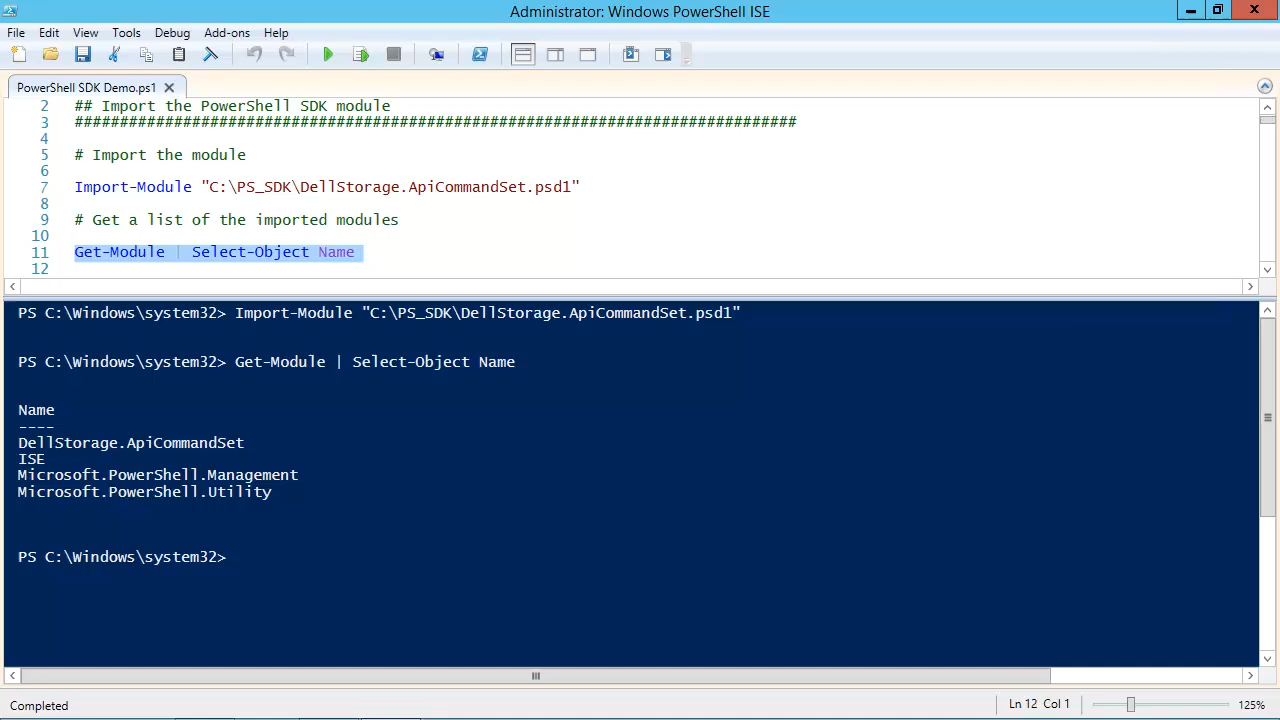 Administrator: Windows PowerShell ISE
File Edit View Tools Debug Add-ons Help
PowerShell SDK Demo.ps1
2 ## Import the PowerShell SDK module
3 ################################################################################
4
5 # Import the module
6
7 Import-Module "C:\PS_SDK\DellStorage.ApiCommandSet.psd1"
8
9 # Get a list of the imported modules
10
11 Get-Module | Select-Object Name
12
PS C:\Windows\system32> Import-Module "C:\PS_SDK\DellStorage.ApiCommandSet.psd1"
PS C:\Windows\system32> Get-Module | Select-Object Name
Name
----
DellStorage.ApiCommandSet
ISE
Microsoft.PowerShell.Management
Microsoft.PowerShell.Utility
PS C:\Windows\system32>
Completed
Ln 12 Col 1
125%